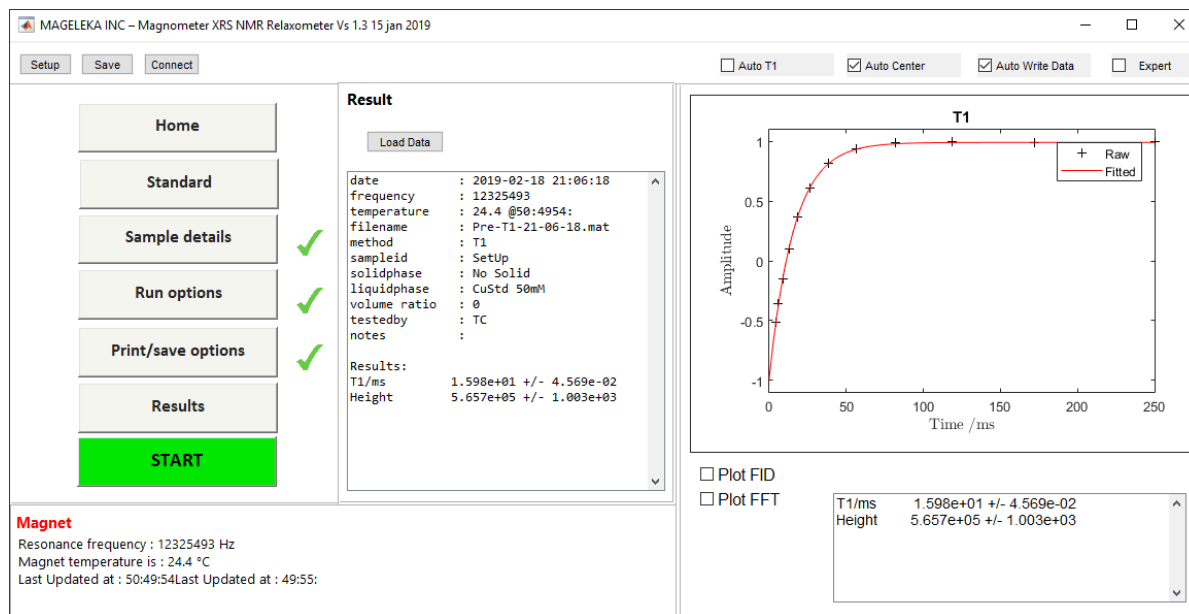 MAGELEKA INC – Magnometer XRS NMR Relaxometer Vs 1.3 15 jan 2019
Setup Save Connect
Auto T1 Auto Center Auto Write Data Expert
Home
Standard
Sample details
Run options
Print/save options
Results
START
Result
Load Data
date : 2019-02-18 21:06:18
frequency : 12325493
temperature : 24.4 @50:4954:
filename : Pre-T1-21-06-18.mat
method : T1
sampleid : SetUp
solidphase : No Solid
liquidphase : CuStd 50mM
volume ratio : 0
testedby : TC
notes :
Results:
T1/ms 1.598e+01 +/- 4.569e-02
Height 5.657e+05 +/- 1.003e+03
T1
Raw
Fitted
1
0.5
0
-0.5
-1
Amplitude
0 50 100 150 200 250
Time /ms
Plot FID
Plot FFT
T1/ms 1.598e+01 +/- 4.569e-02
Height 5.657e+05 +/- 1.003e+03
Magnet
Resonance frequency : 12325493 Hz
Magnet temperature is : 24.4 °C
Last Updated at : 50:49:54Last Updated at : 49:55: